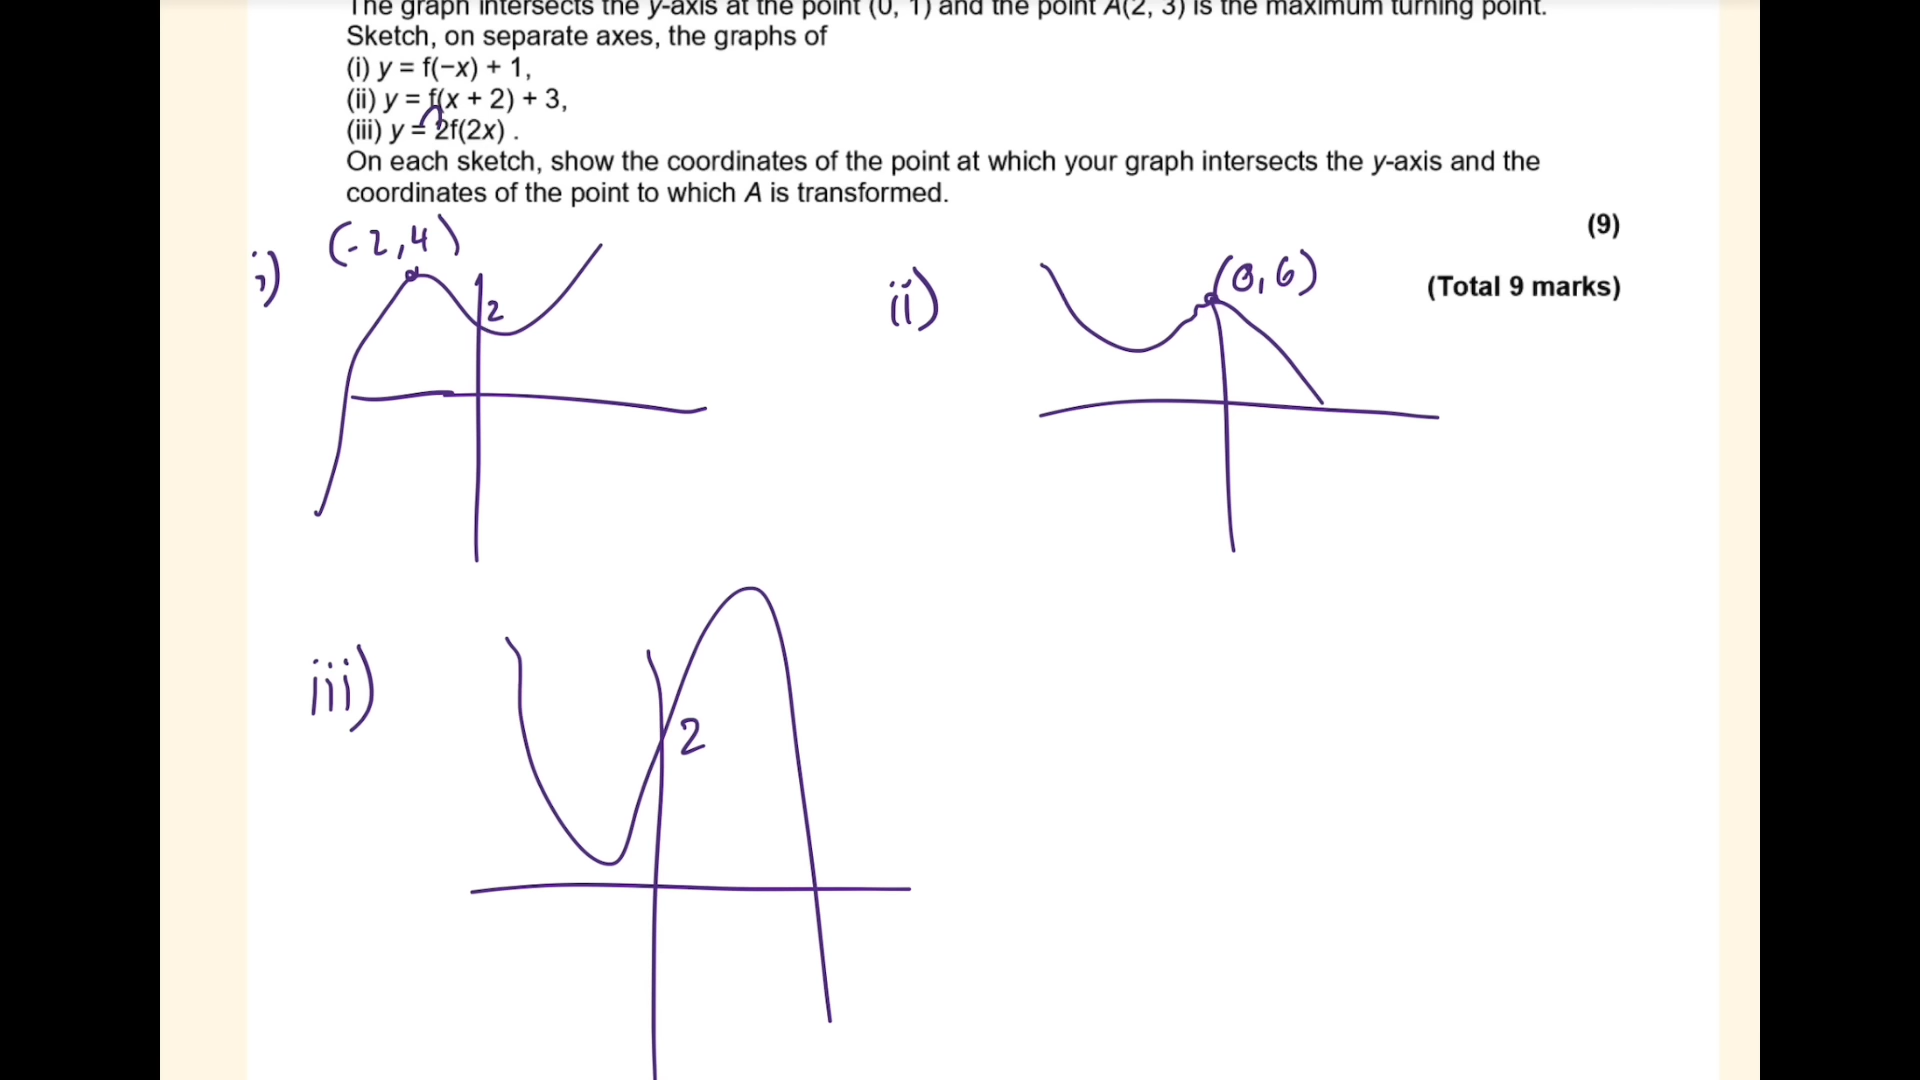 The graph intersects the y-axis at the point (0, 1) and the point A(2, 3) is the maximum turning point.
Sketch, on separate axes, the graphs of
(i) y = f(−x) + 1,
(ii) y = f(x + 2) + 3,
(iii) y = 2f(2x) .
On each sketch, show the coordinates of the point at which your graph intersects the y-axis and the
coordinates of the point to which A is transformed.
(9)
(Total 9 marks)
i) (-2,4)
2
ii) (0,6)
iii)
2